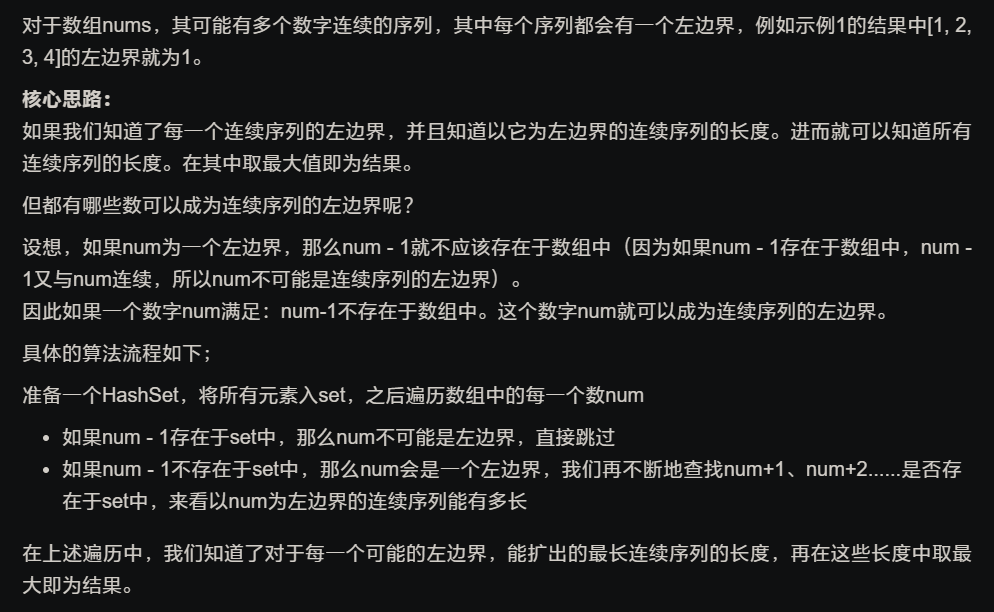 对于数组nums，其可能有多个数字连续的序列，其中每个序列都会有一个左边界，例如示例1的结果中[1, 2,
3, 4]的左边界就为1。
核心思路：
如果我们知道了每一个连续序列的左边界，并且知道以它为左边界的连续序列的长度。进而就可以知道所有
连续序列的长度。在其中取最大值即为结果。
但都有哪些数可以成为连续序列的左边界呢？
设想，如果num为一个左边界，那么num - 1就不应该存在于数组中（因为如果num - 1存在于数组中，num -
1又与num连续，所以num不可能是连续序列的左边界）。
因此如果一个数字num满足：num-1不存在于数组中。这个数字num就可以成为连续序列的左边界。
具体的算法流程如下；
准备一个HashSet，将所有元素入set，之后遍历数组中的每一个数num
• 如果num - 1存在于set中，那么num不可能是左边界，直接跳过
• 如果num - 1不存在于set中，那么num会是一个左边界，我们再不断地查找num+1、num+2......是否存
在于set中，来看以num为左边界的连续序列能有多长
在上述遍历中，我们知道了对于每一个可能的左边界，能扩出的最长连续序列的长度，再在这些长度中取最
大即为结果。